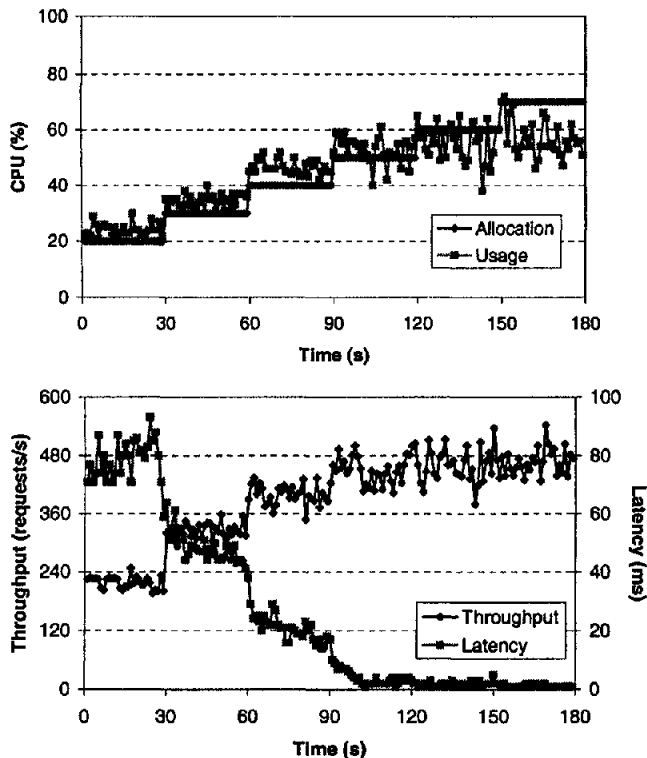 100
80
60
40
20
0
CPU (%)
Allocation
Usage
0 30 60 90 120 150 180
Time (s)
600
480
360
240
120
0
Throughput (requests/s)
100
80
60
40
20
0
Latency (ms)
Throughput
Latency
0 30 60 90 120 150 180
Time (s)